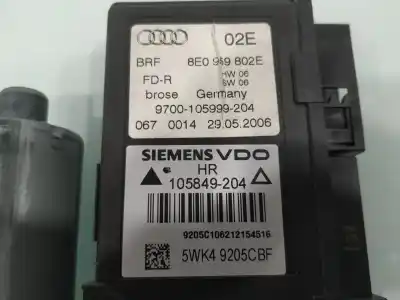 02E
BRF 8E0 959 802E
FD-R HW 06
SW 06
brose Germany
9700-105999-204
067 0014 29.05.2006
SIEMENS VDO
HR
105849-204
9205C106212154516
5WK4 9205CBF